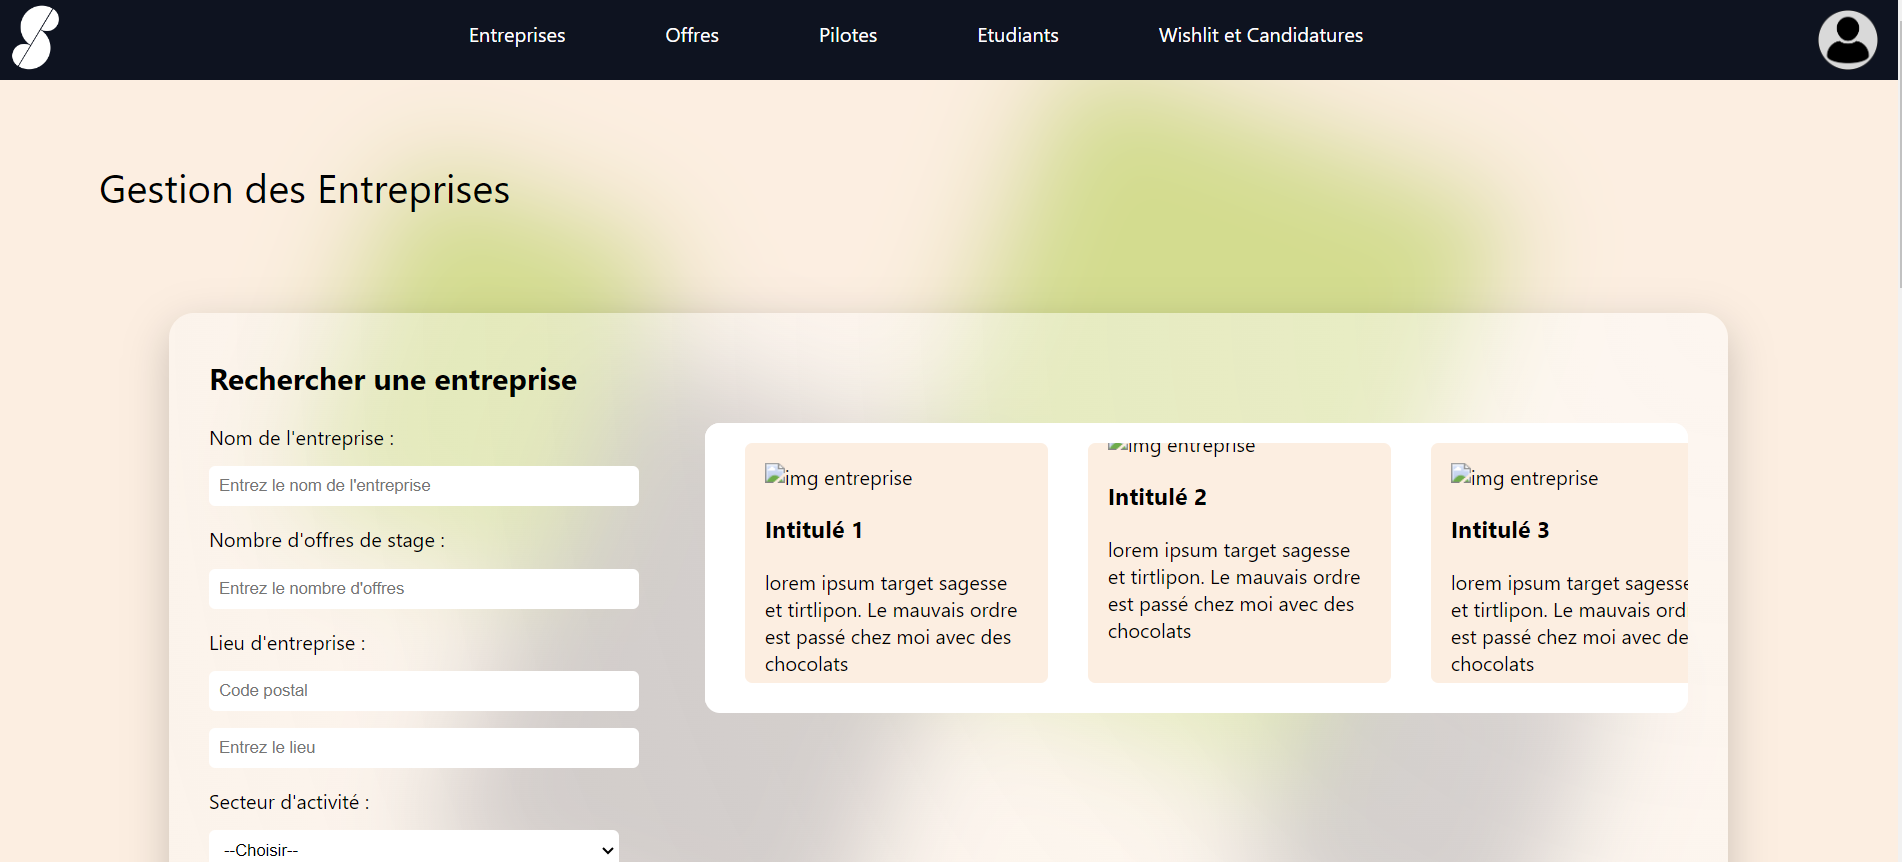 Entreprises
Offres
Pilotes
Etudiants
Wishlit et Candidatures
Gestion des Entreprises
Rechercher une entreprise
Nom de l'entreprise :
Entrez le nom de l'entreprise
Nombre d'offres de stage :
Entrez le nombre d'offres
Lieu d'entreprise :
Code postal
Entrez le lieu
Secteur d'activité :
--Choisir--
img entreprise
Intitulé 1
lorem ipsum target sagesse
et tirtlipon. Le mauvais ordre
est passé chez moi avec des
chocolats
img entreprise
Intitulé 2
lorem ipsum target sagesse
et tirtlipon. Le mauvais ordre
est passé chez moi avec des
chocolats
img entreprise
Intitulé 3
lorem ipsum target sagesse
et tirtlipon. Le mauvais ord
est passé chez moi avec de
chocolats